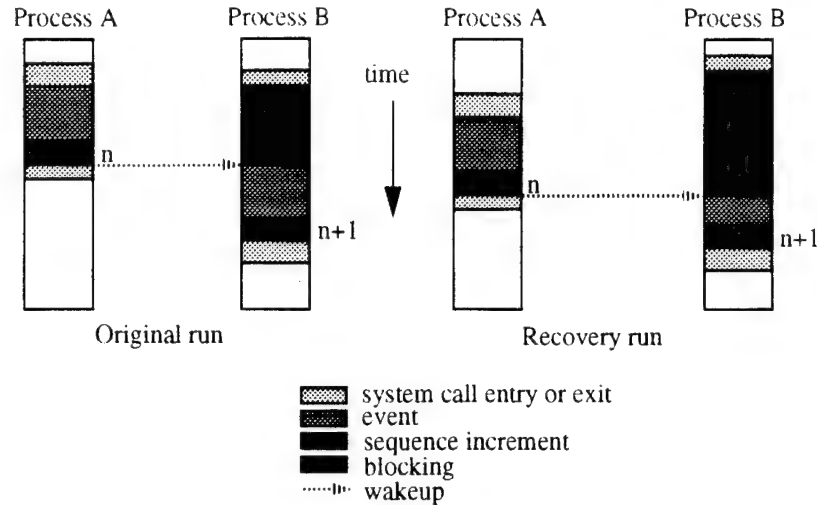 Process A
Process B
Process A
Process B
time
n
n+1
n
n+1
Original run
Recovery run
system call entry or exit
event
sequence increment
blocking
wakeup